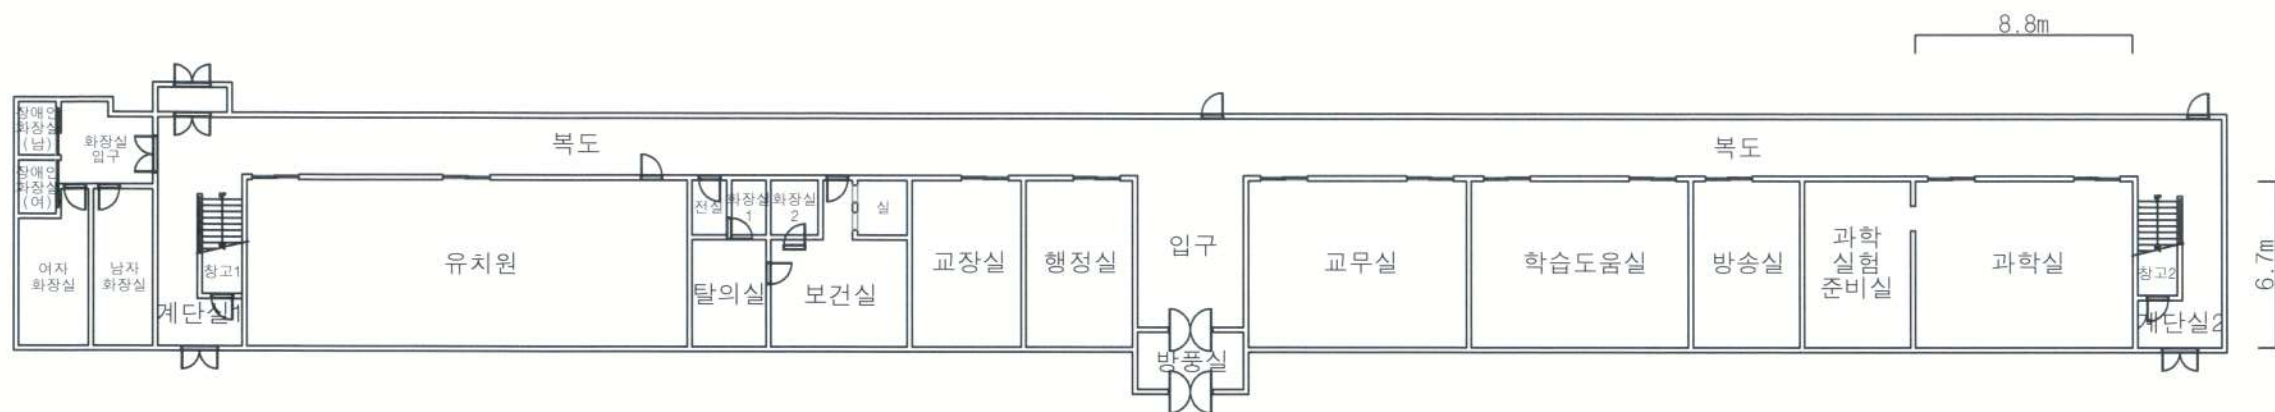 8.8m
장애인
화장실
(남)
화장실
입구
복도
복도
장애인
화장실
(여)
전실
화장실
1
화장실
2
실
여자
화장실
남자
화장실
창고1
계단실1
유치원
탈의실
보건실
교장실
행정실
입구
방풍실
교무실
학습도움실
방송실
과학
실험
준비실
과학실
창고2
계단실2
6.7m